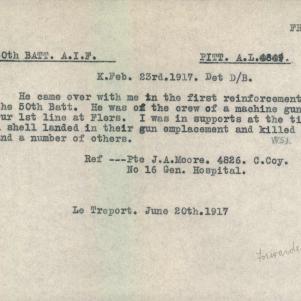 0th BATT. A.I.F. PITT. A.L.
K.Feb. 23rd.1917. Det D/B.
He came over with me in the first reinforcement
he 50th Batt. He was of the crew of a machine gun
ur 1st line at Flers. I was in supports at the ti
shell landed in their gun emplacement and killed
nd a number of others.
Ref ---Pte J.A.Moore. 4826. C.Coy.
No 16 Gen. Hospital.
Le Treport. June 20th.1917